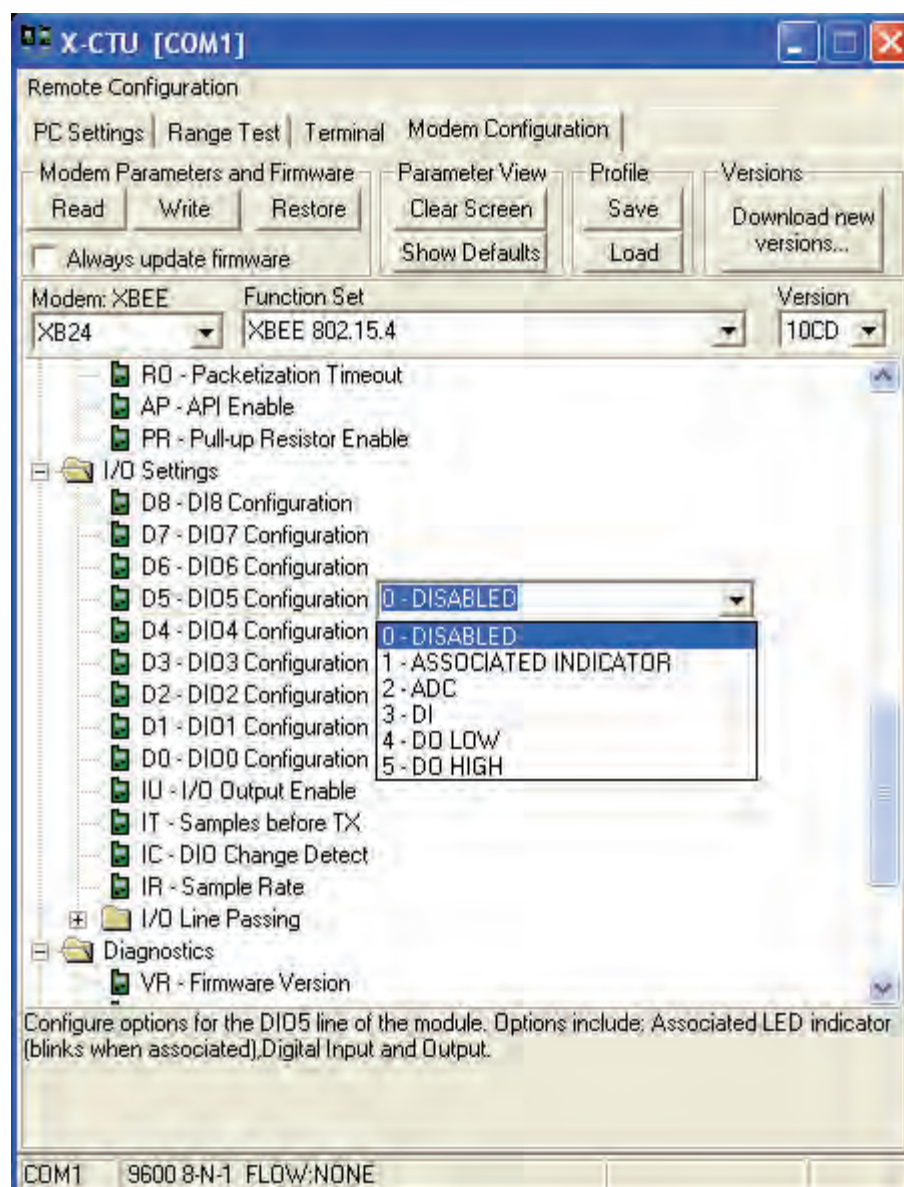 X-CTU [COM1]
Remote Configuration
PC Settings Range Test Terminal Modem Configuration
Modem Parameters and Firmware Parameter View Profile Versions
Read Write Restore Clear Screen Save Download new versions...
Always update firmware Show Defaults Load
Modem: XBEE Function Set Version
XB24 XBEE 802.15.4 10CD
RO - Packetization Timeout
AP - API Enable
PR - Pull-up Resistor Enable
I/O Settings
D8 - DI8 Configuration
D7 - DIO7 Configuration
D6 - DIO6 Configuration
D5 - DIO5 Configuration 0 - DISABLED
D4 - DIO4 Configuration 0 - DISABLED
D3 - DIO3 Configuration 1 - ASSOCIATED INDICATOR
D2 - DIO2 Configuration 2 - ADC
D1 - DIO1 Configuration 3 - DI
4 - DO LOW
D0 - DIO0 Configuration 5 - DO HIGH
IU - I/O Output Enable
IT - Samples before TX
IC - DIO Change Detect
IR - Sample Rate
I/O Line Passing
Diagnostics
VR - Firmware Version
Configure options for the DIO5 line of the module. Options include; Associated LED indicator
(blinks when associated),Digital Input and Output.
COM1 9600 8-N-1 FLOW:NONE